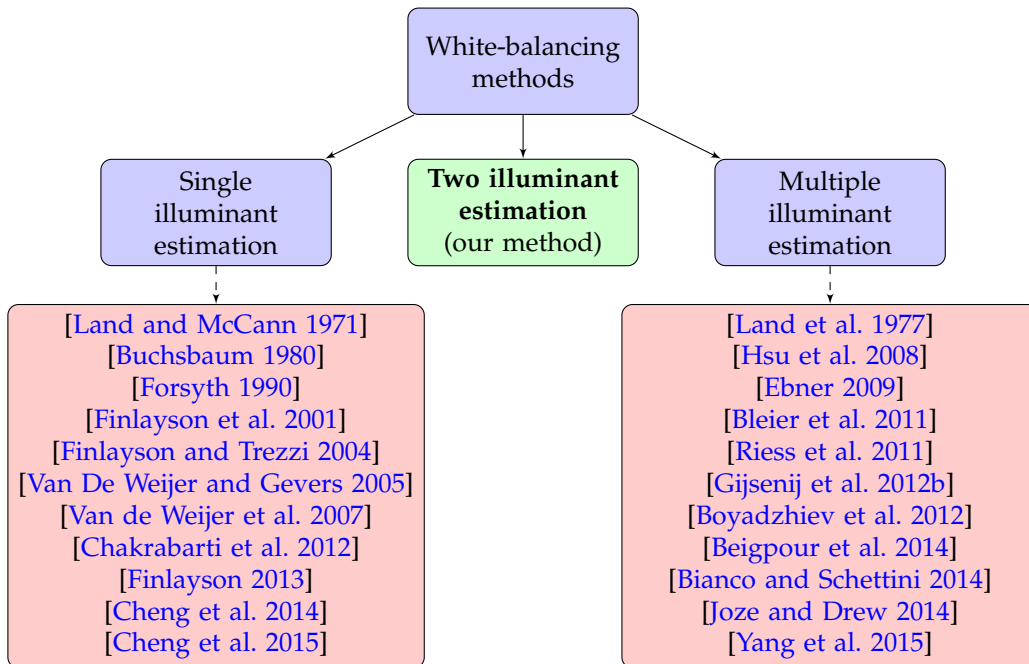 White-balancing
methods
Single
illuminant
estimation
Two illuminant
estimation
(our method)
Multiple
illuminant
estimation
[Land and McCann 1971]
[Buchsbaum 1980]
[Forsyth 1990]
[Finlayson et al. 2001]
[Finlayson and Trezzi 2004]
[Van De Weijer and Gevers 2005]
[Van de Weijer et al. 2007]
[Chakrabarti et al. 2012]
[Finlayson 2013]
[Cheng et al. 2014]
[Cheng et al. 2015]
[Land et al. 1977]
[Hsu et al. 2008]
[Ebner 2009]
[Bleier et al. 2011]
[Riess et al. 2011]
[Gijsenij et al. 2012b]
[Boyadzhiev et al. 2012]
[Beigpour et al. 2014]
[Bianco and Schettini 2014]
[Joze and Drew 2014]
[Yang et al. 2015]